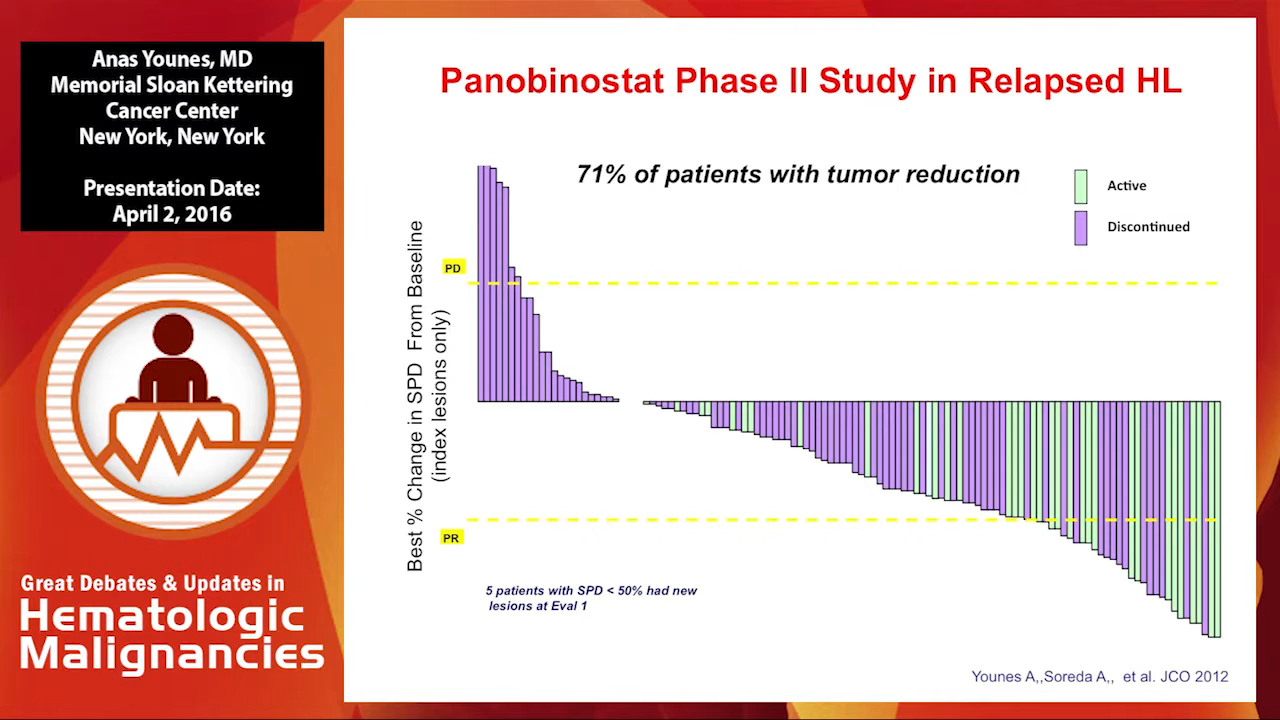 Anas Younes, MD
Memorial Sloan Kettering
Cancer Center
New York, New York
Presentation Date:
April 2, 2016
Great Debates & Updates in
Hematologic
Malignancies
Panobinostat Phase II Study in Relapsed HL
71% of patients with tumor reduction
Active
Discontinued
Best % Change in SPD From Baseline
(index lesions only)
PD
PR
5 patients with SPD < 50% had new
lesions at Eval 1
Younes A,,Soreda A,, et al. JCO 2012